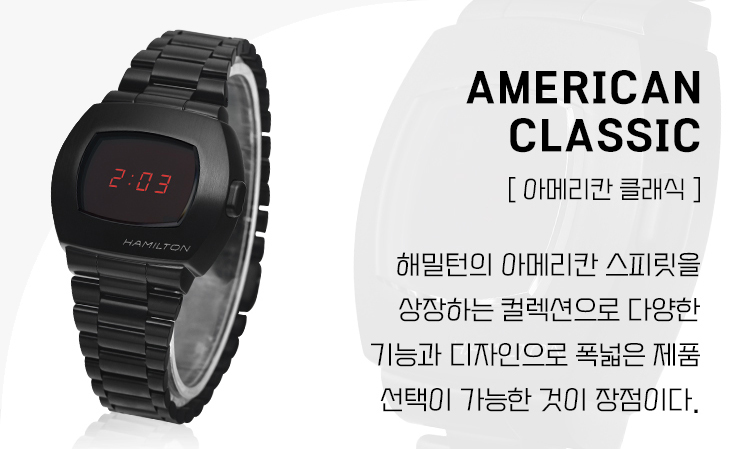 AMERICAN
CLASSIC
[ 아메리칸 클래식 ]
해밀턴의 아메리칸 스피릿을
상장하는 컬렉션으로 다양한
기능과 디자인으로 폭넓은 제품
선택이 가능한 것이 장점이다.
2:03
HAMILTON